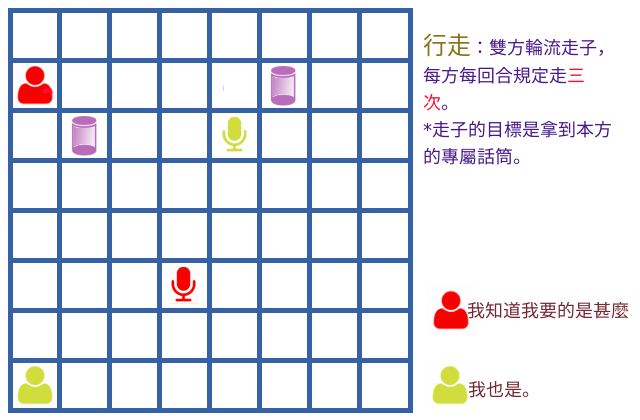 行走：雙方輪流走子，
每方每回合規定走三
次。
*走子的目標是拿到本方
的專屬話筒。
我知道我要的是甚麼
我也是。